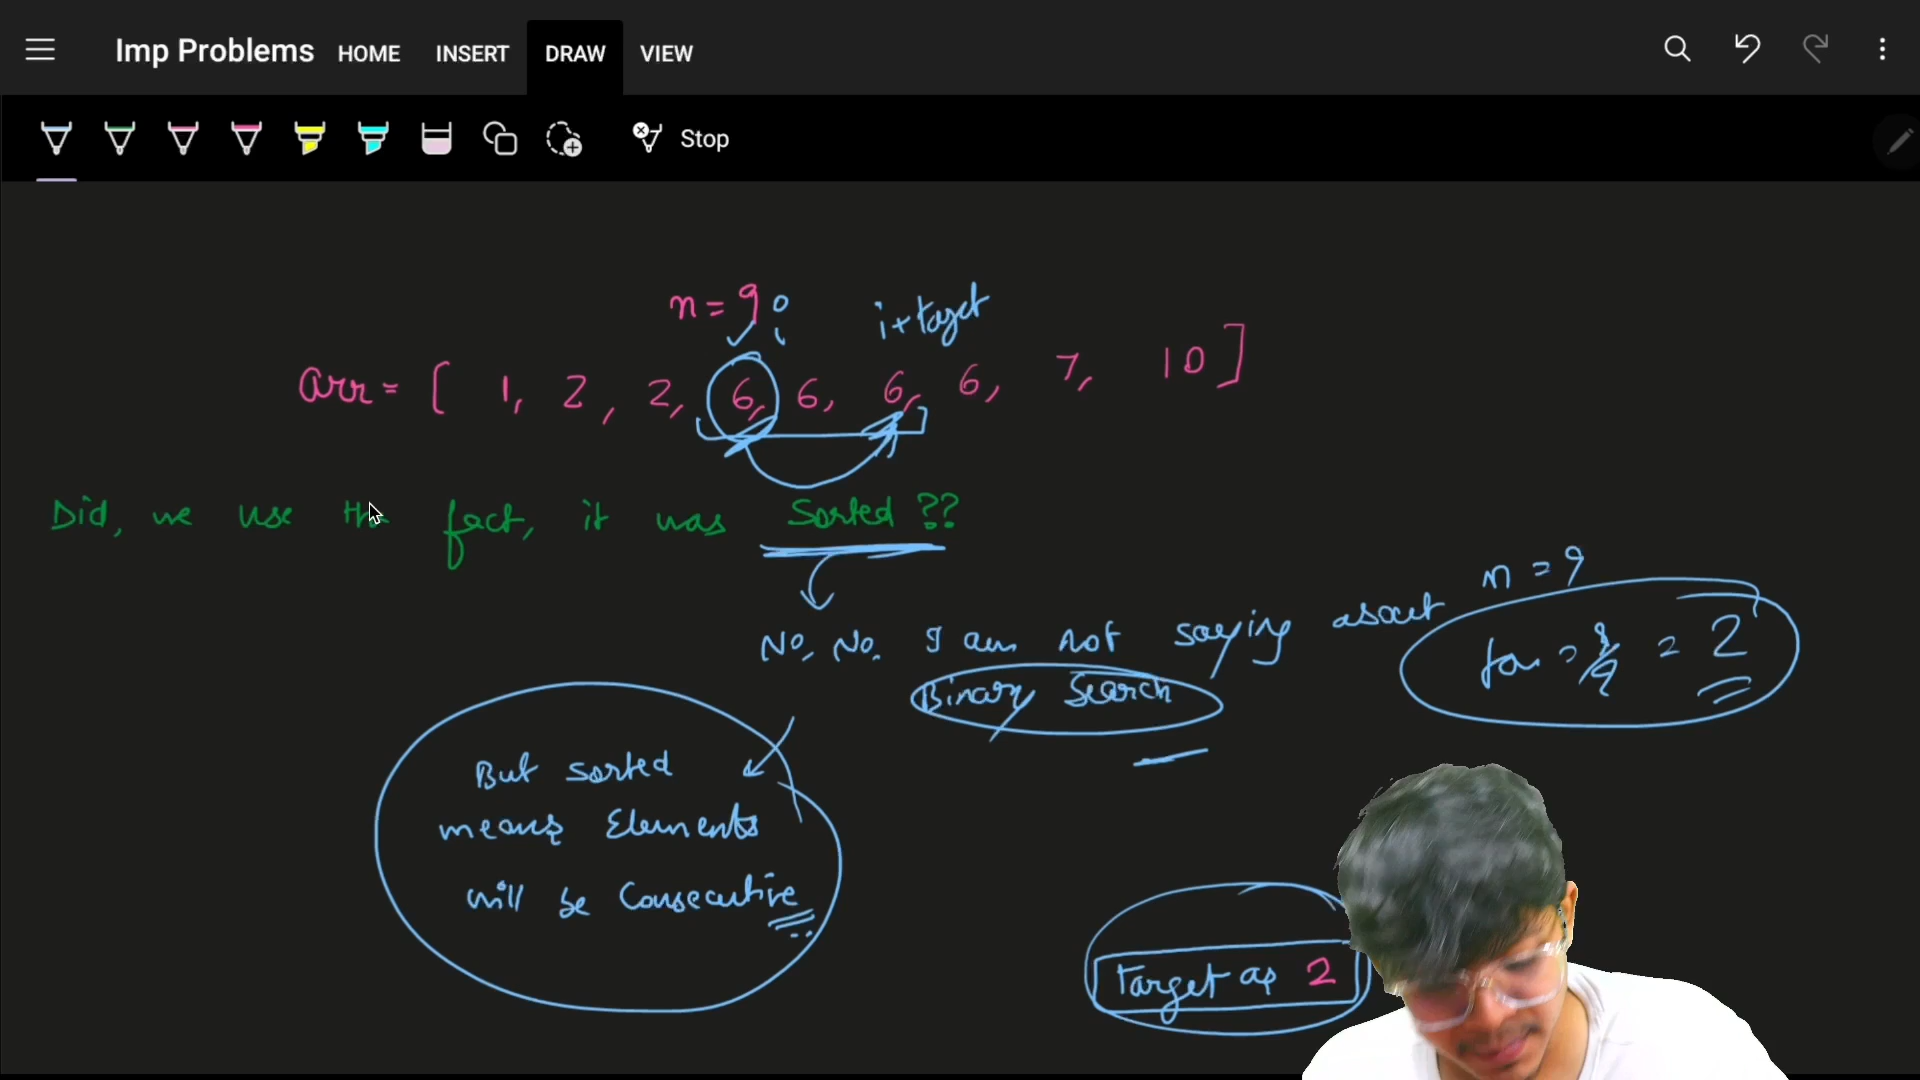 Imp Problems HOME INSERT DRAW VIEW
Stop
n = 9
i i+target
arr = [ 1, 2, 2, 6, 6, 6, 6, 7, 10 ]
Did, we use the fact, it was Sorted ??
n = 9
No, No. I am not saying about
Binary Search
= 2
But sorted
means Elements
will be Consecutive
Target as 2